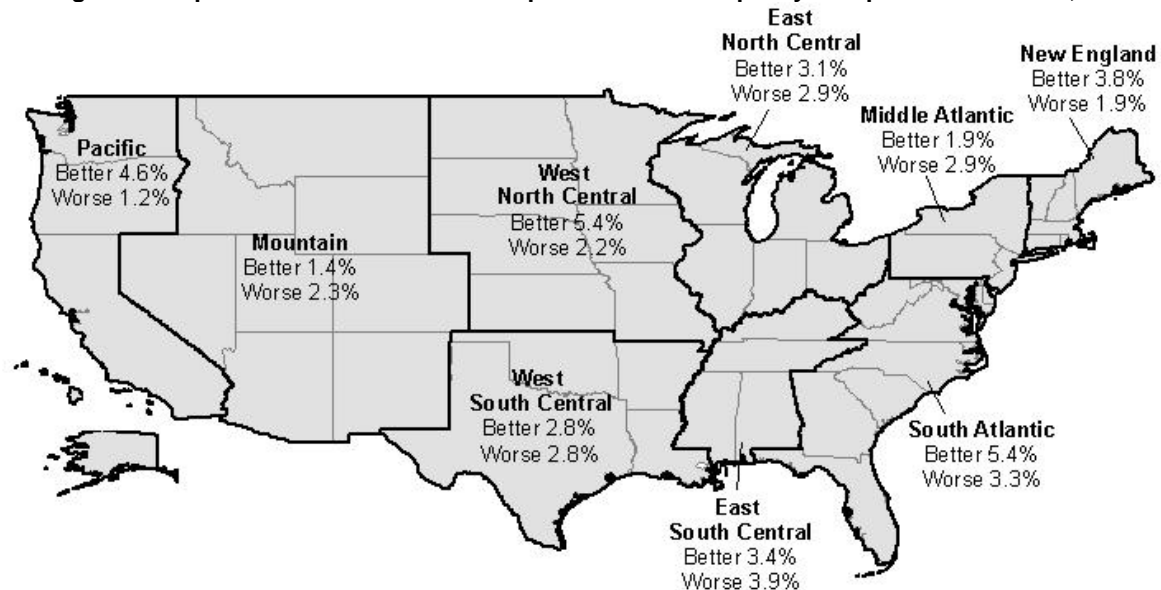 East
North Central
Better 3.1%
Worse 2.9%
New England
Better 3.8%
Worse 1.9%
Middle Atlantic
Better 1.9%
Worse 2.9%
Pacific
Better 4.6%
Worse 1.2%
West
North Central
Better 5.4%
Worse 2.2%
Mountain
Better 1.4%
Worse 2.3%
West
South Central
Better 2.8%
Worse 2.8%
South Atlantic
Better 5.4%
Worse 3.3%
East
South Central
Better 3.4%
Worse 3.9%